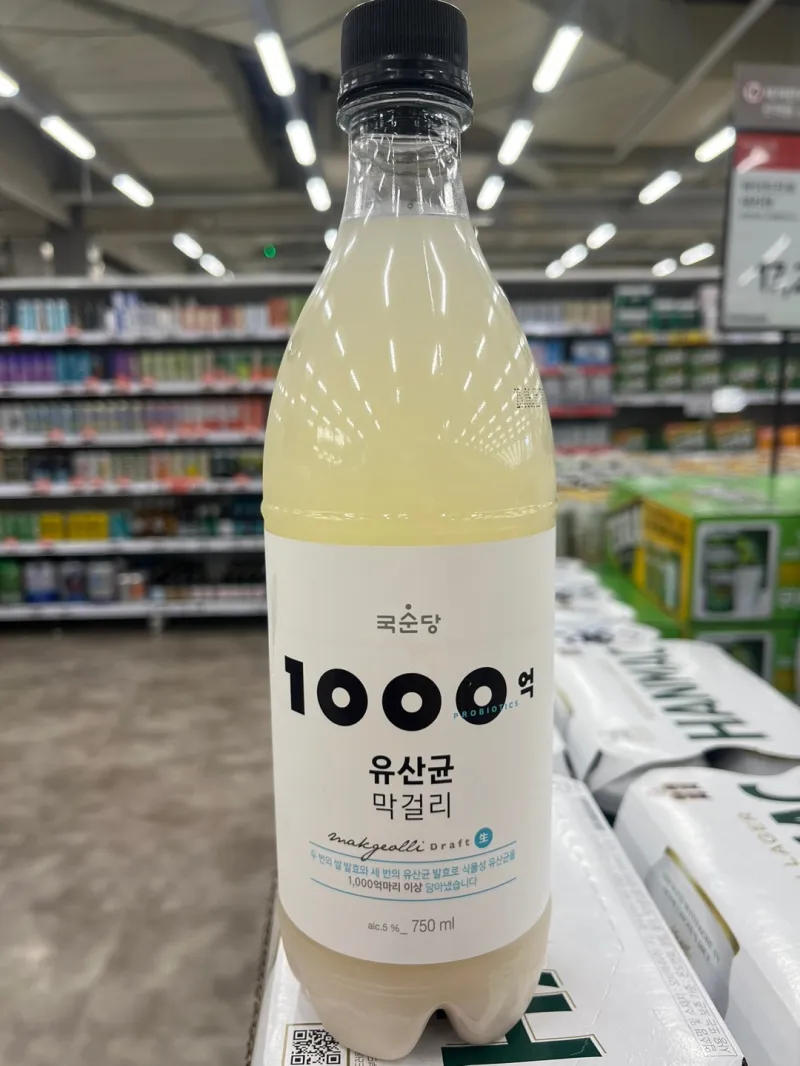 국순당
1000억
PROBIOTICS
유산균
막걸리
makgeolli Draft 生
두 번의 쌀 발효와 세 번의 유산균 발효로 식물성 유산균을
1,000억마리 이상 담아냈습니다
alc.5 %_ 750 ml
LAGER